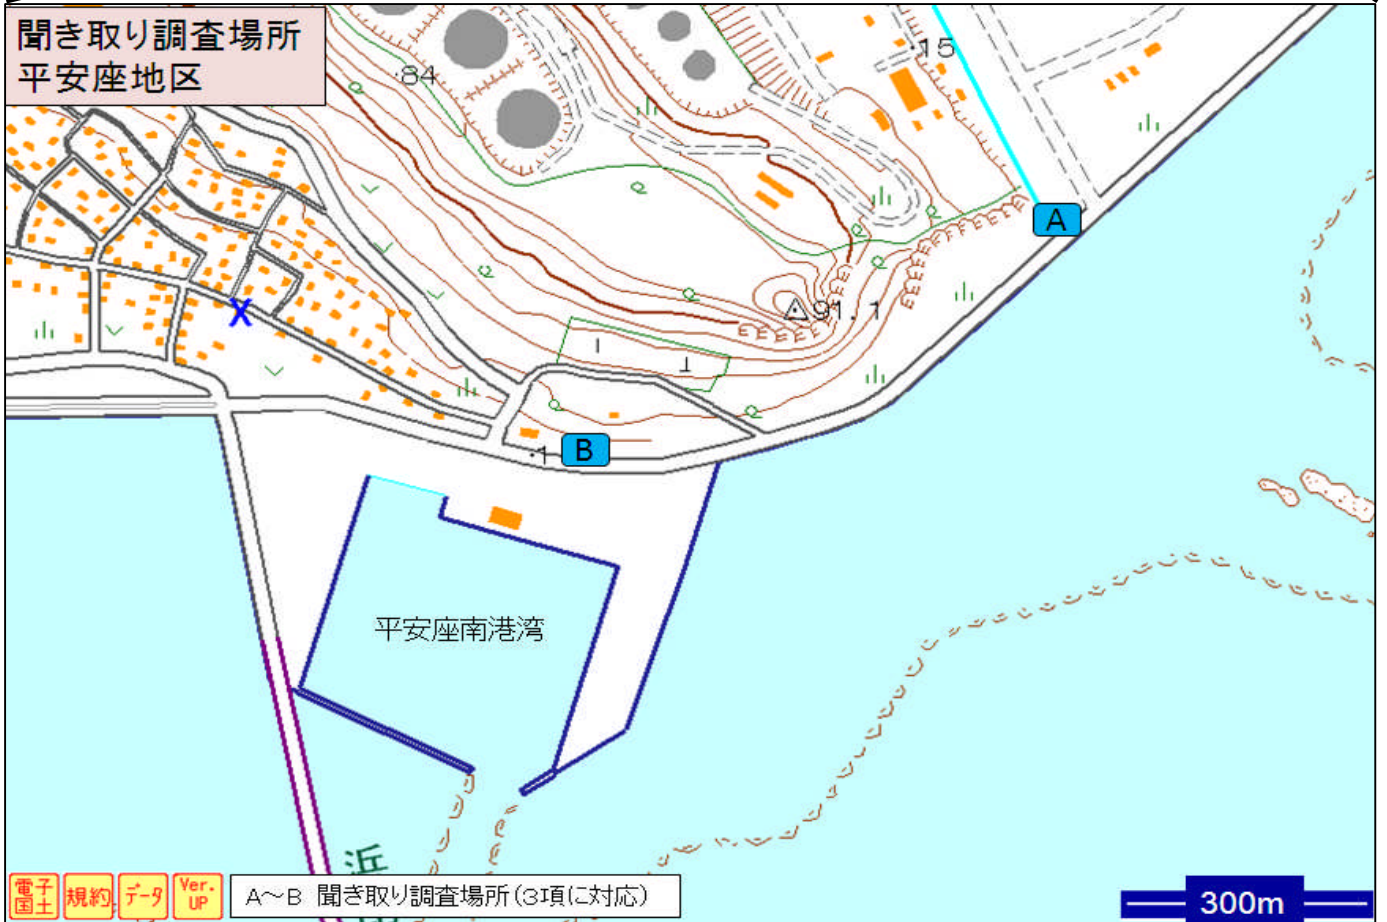 聞き取り調査場所
平安座地区
・84
・15
A
X
91.1
・1
B
平安座南港湾
浜
電子
国土
規約
データ
Ver.
UP
A～B 聞き取り調査場所(3項に対応)
300m